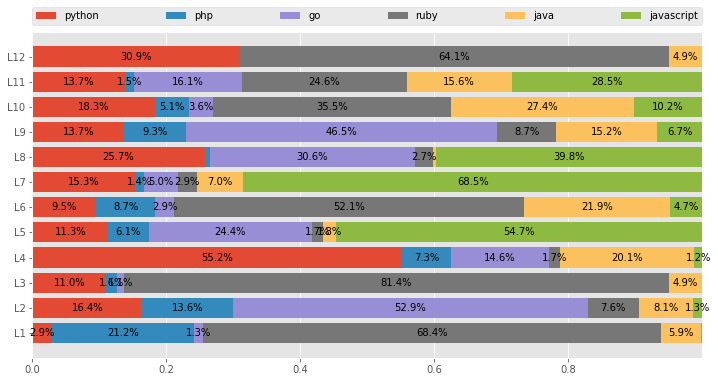 python php go ruby java javascript
L12 30.9% 64.1% 4.9%
L11 13.7% 1.5% 16.1% 24.6% 15.6% 28.5%
L10 18.3% 5.1% 3.6% 35.5% 27.4% 10.2%
L9 13.7% 9.3% 46.5% 8.7% 15.2% 6.7%
L8 25.7% 30.6% 2.7% 39.8%
L7 15.3% 1.4% 5.0% 2.9% 7.0% 68.5%
L6 9.5% 8.7% 2.9% 52.1% 21.9% 4.7%
L5 11.3% 6.1% 24.4% 54.7%
L4 55.2% 7.3% 14.6% 1.7% 20.1% 1.2%
L3 11.0% 81.4% 4.9%
L2 16.4% 13.6% 52.9% 7.6% 8.1% 1.3%
L1 2.9% 21.2% 1.3% 68.4% 5.9%
0.0 0.2 0.4 0.6 0.8